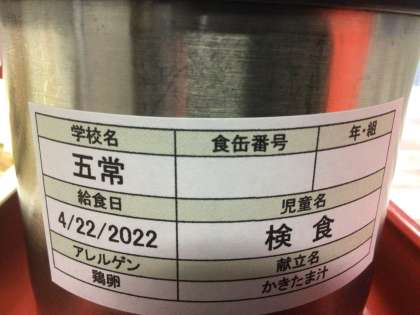 学校名 食缶番号 年・組
五常
給食日 児童名
4/22/2022 検食
アレルゲン 献立名
鶏卵 かきたま汁